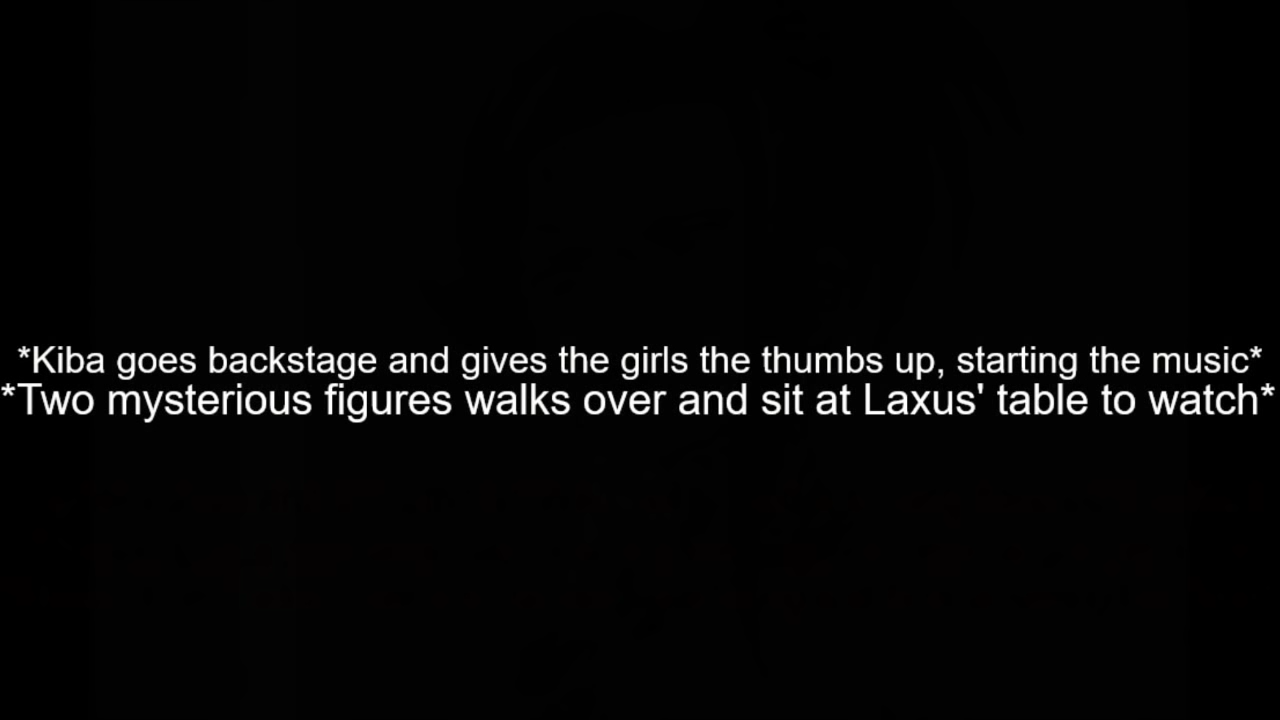 *Kiba goes backstage and gives the girls the thumbs up, starting the music*
*Two mysterious figures walks over and sit at Laxus' table to watch*